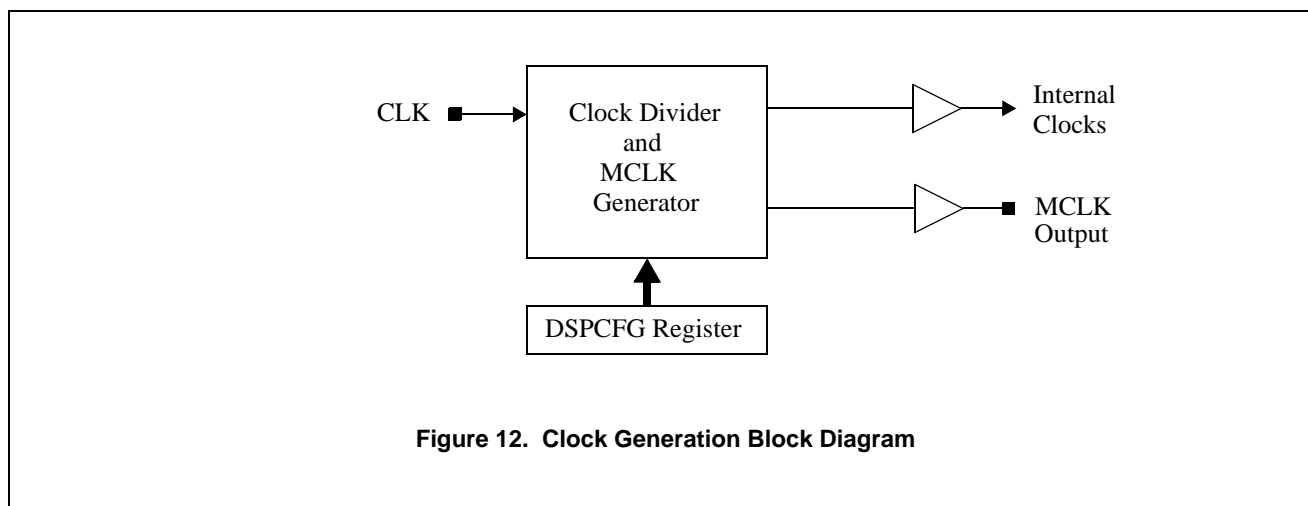 CLK
Clock Divider
and
MCLK
Generator
Internal
Clocks
MCLK
Output
DSPCFG Register
Figure 12. Clock Generation Block Diagram